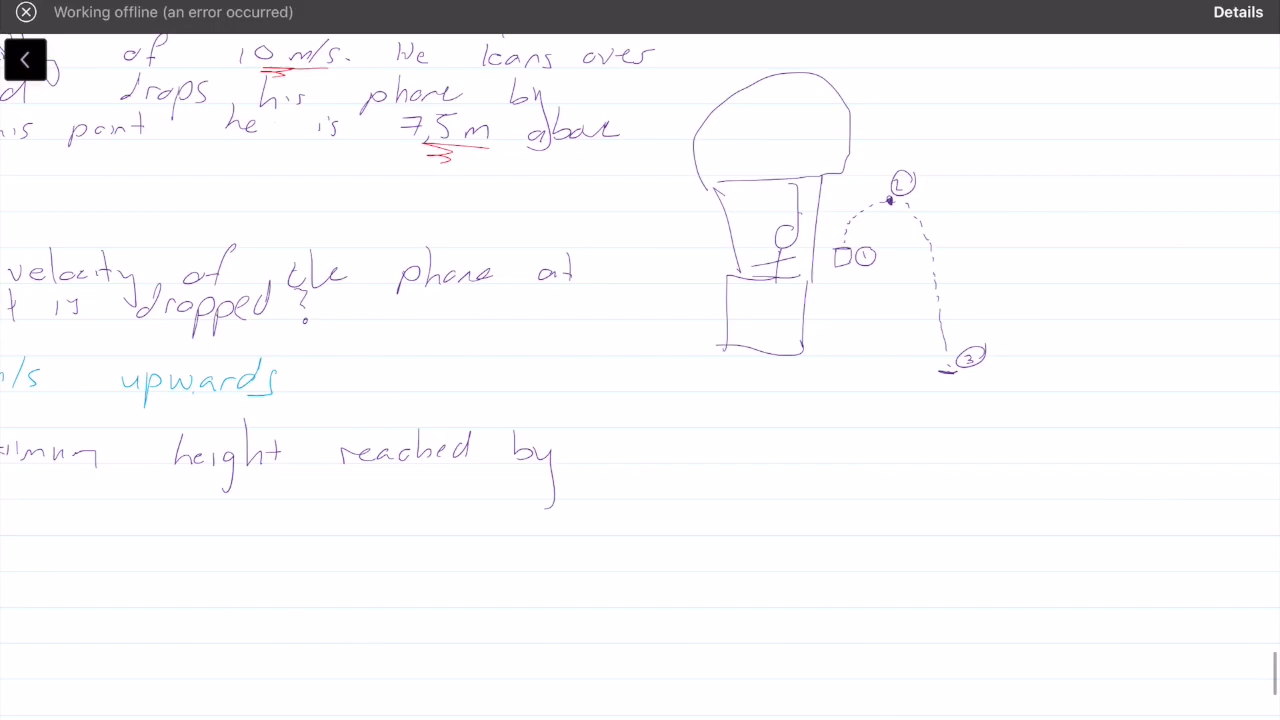 Working offline (an error occurred)
Details
of 10 m/s. He leans over
drops his phone by
point he is 7,5 m above
velocity of the phone at
is dropped?
m/s upwards
height reached by
1
2
3